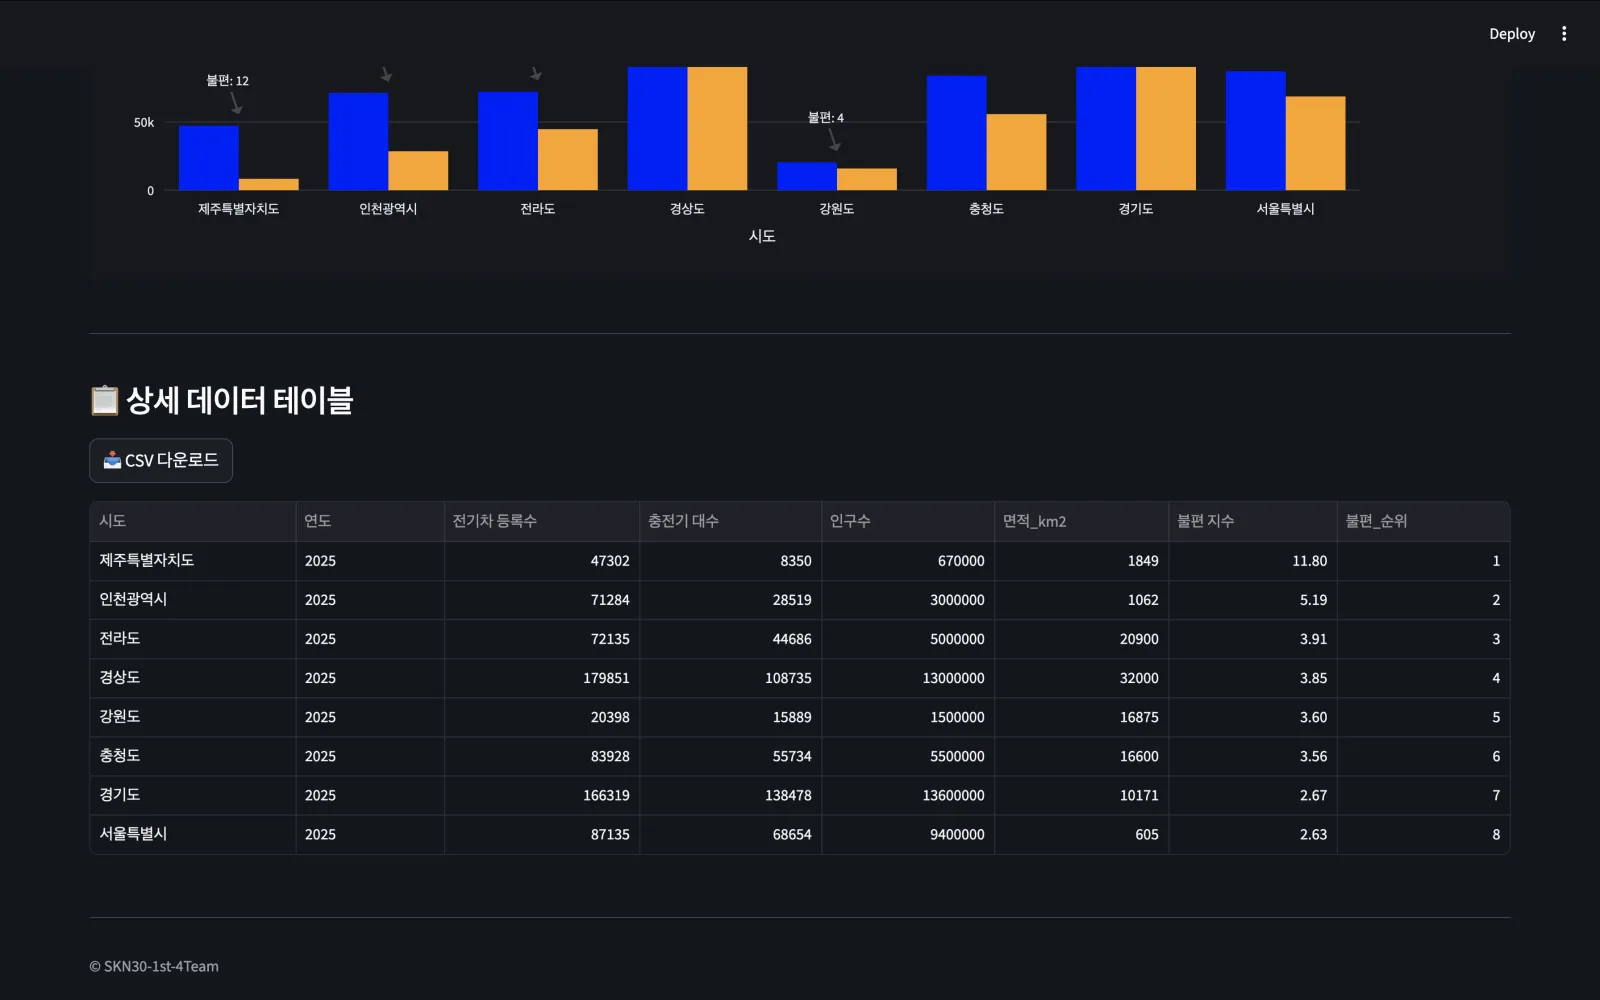 Deploy
불편: 12
불편: 4
50k
0
제주특별자치도 인천광역시 전라도 경상도 강원도 충청도 경기도 서울특별시
시도
📋 상세 데이터 테이블
📥 CSV 다운로드
시도 연도 전기차 등록수 충전기 대수 인구수 면적_km2 불편 지수 불편_순위
제주특별자치도 2025 47302 8350 670000 1849 11.80 1
인천광역시 2025 71284 28519 3000000 1062 5.19 2
전라도 2025 72135 44686 5000000 20900 3.91 3
경상도 2025 179851 108735 13000000 32000 3.85 4
강원도 2025 20398 15889 1500000 16875 3.60 5
충청도 2025 83928 55734 5500000 16600 3.56 6
경기도 2025 166319 138478 13600000 10171 2.67 7
서울특별시 2025 87135 68654 9400000 605 2.63 8
© SKN30-1st-4Team